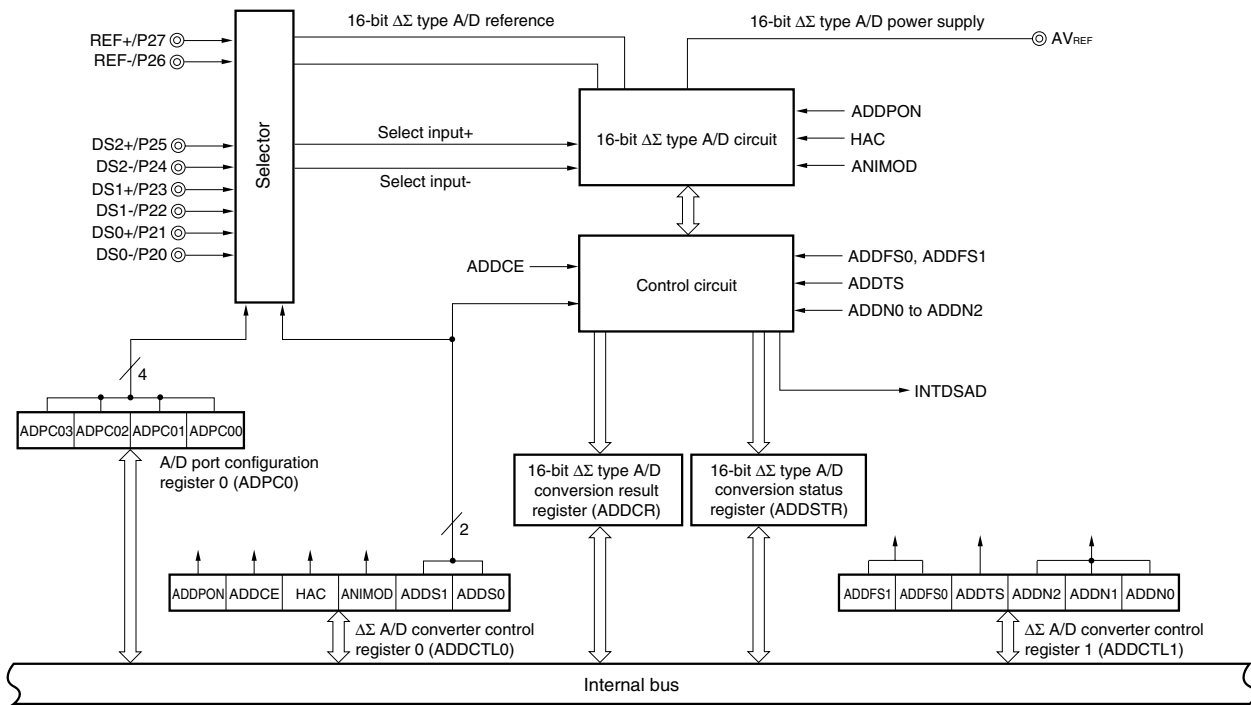 16-bit ΔΣ type A/D reference
16-bit ΔΣ type A/D power supply
REF+/P27
REF-/P26
AVREF
Selector
DS2+/P25
DS2-/P24
DS1+/P23
DS1-/P22
DS0+/P21
DS0-/P20
Select input+
Select input-
16-bit ΔΣ type A/D circuit
ADDPON
HAC
ANIMOD
ADDCE
Control circuit
ADDFS0, ADDFS1
ADDTS
ADDN0 to ADDN2
4
INTDSAD
ADPC03 ADPC02 ADPC01 ADPC00
A/D port configuration
register 0 (ADPC0)
16-bit ΔΣ type A/D
conversion result
register (ADDCR)
16-bit ΔΣ type A/D
conversion status
register (ADDSTR)
2
ADDPON ADDCE HAC ANIMOD ADDS1 ADDS0
ΔΣ A/D converter control
register 0 (ADDCTL0)
ADDFS1 ADDFS0 ADDTS ADDN2 ADDN1 ADDN0
ΔΣ A/D converter control
register 1 (ADDCTL1)
Internal bus